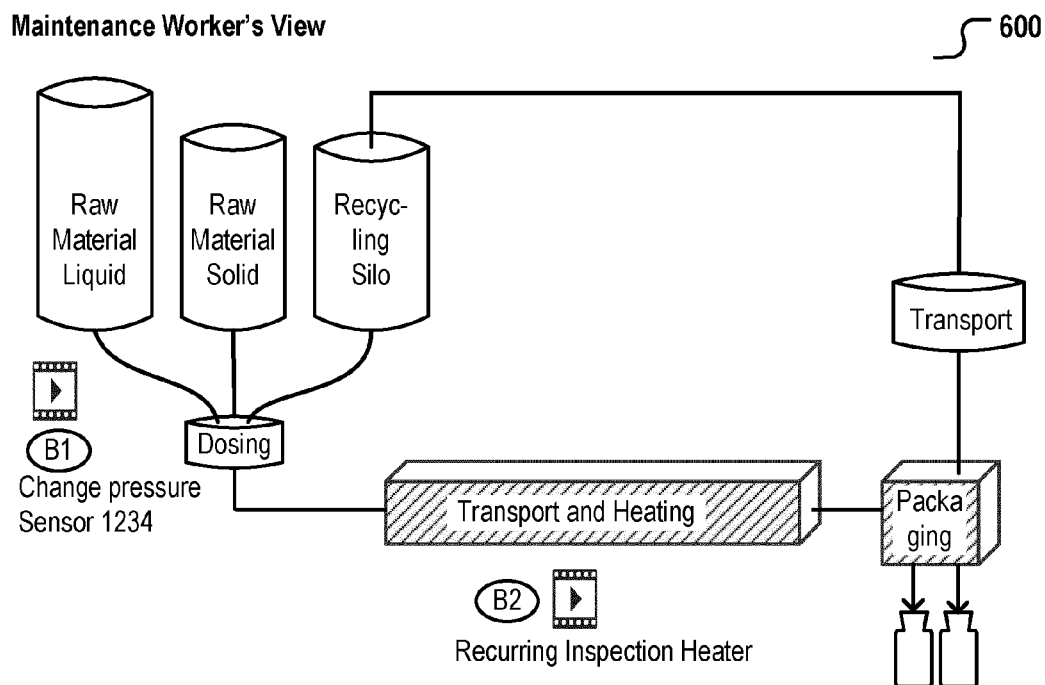 Maintenance Worker's View
600
Raw
Material
Liquid
Raw
Material
Solid
Recyc-
ling
Silo
Transport
B1
Change pressure
Sensor 1234
Dosing
Transport and Heating
Packa
ging
B2
Recurring Inspection Heater